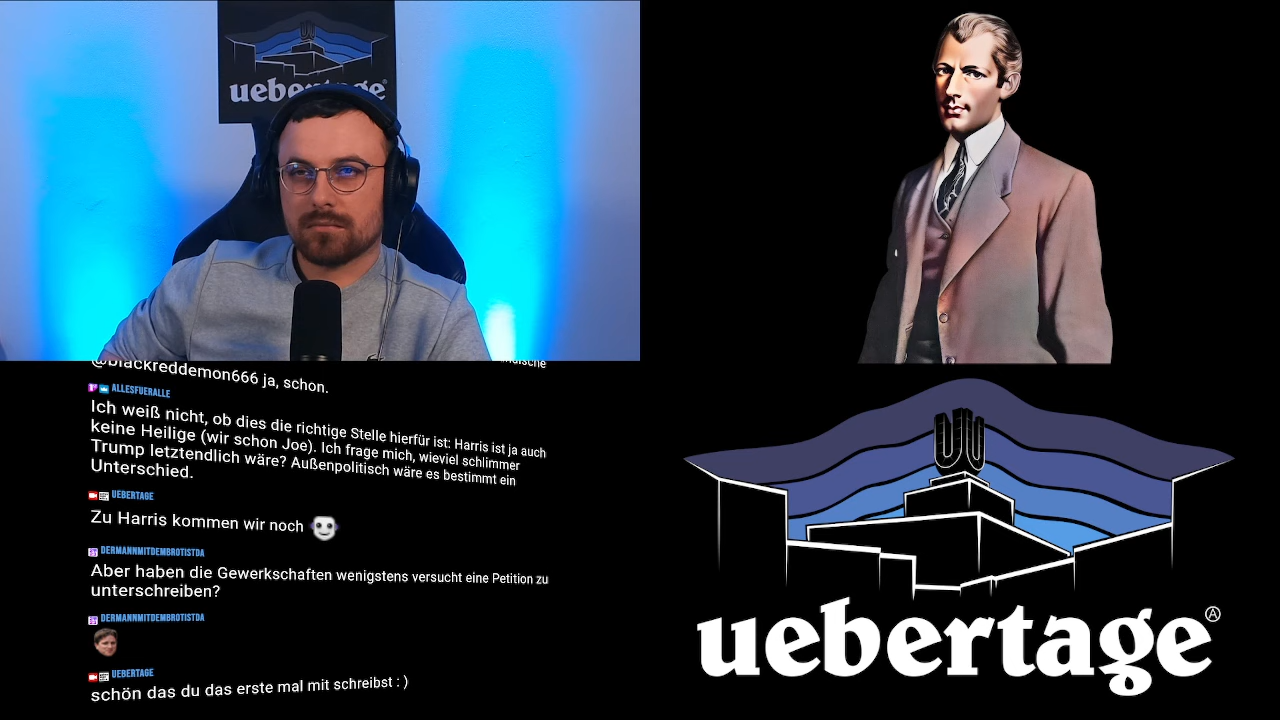 uebertage
@blackreddemon666 ja, schon.
ALLESFUERALLE
Ich weiß nicht, ob dies die richtige Stelle hierfür ist: Harris ist ja auch
keine Heilige (wir schon Joe). Ich frage mich, wieviel schlimmer
Trump letztendlich wäre? Außenpolitisch wäre es bestimmt ein
Unterschied.
UEBERTAGE
Zu Harris kommen wir noch
DERMANNMITDEMBROTISTDA
Aber haben die Gewerkschaften wenigstens versucht eine Petition zu
unterschreiben?
DERMANNMITDEMBROTISTDA
UEBERTAGE
schön das du das erste mal mit schreibst : )
uebertage